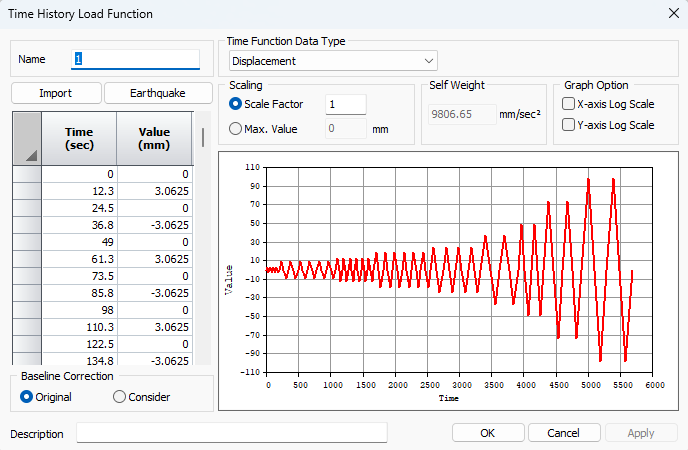 Time History Load Function
Name 1
Time Function Data Type
Displacement
Import Earthquake
Scaling
Scale Factor 1
Max. Value 0 mm
Self Weight
9806.65 mm/sec²
Graph Option
X-axis Log Scale
Y-axis Log Scale
Time (sec) Value (mm)
0 0
12.3 3.0625
24.5 0
36.8 -3.0625
49 0
61.3 3.0625
73.5 0
85.8 -3.0625
98 0
110.3 3.0625
122.5 0
134.8 -3.0625
110
90
70
50
30
10
-10
-30
-50
-70
-90
-110
Value
0 500 1000 1500 2000 2500 3000 3500 4000 4500 5000 5500 6000
Time
Baseline Correction
Original Consider
Description
OK Cancel Apply